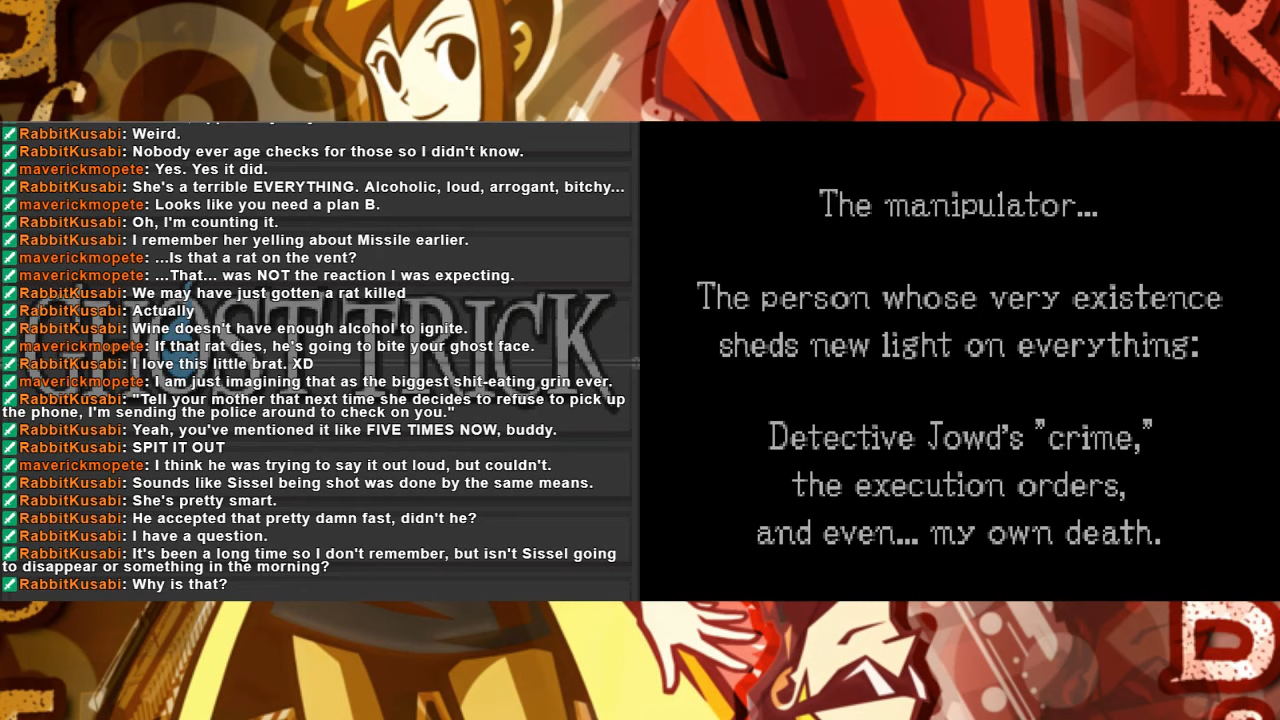 RabbitKusabi: Weird.
RabbitKusabi: Nobody ever age checks for those so I didn't know.
maverickmopete: Yes. Yes it did.
RabbitKusabi: She's a terrible EVERYTHING. Alcoholic, loud, arrogant, bitchy...
maverickmopete: Looks like you need a plan B.
RabbitKusabi: Oh, I'm counting it.
RabbitKusabi: I remember her yelling about Missile earlier.
maverickmopete: ...Is that a rat on the vent?
maverickmopete: ...That... was NOT the reaction I was expecting.
RabbitKusabi: We may have just gotten a rat killed
RabbitKusabi: Actually
RabbitKusabi: Wine doesn't have enough alcohol to ignite.
maverickmopete: If that rat dies, he's going to bite your ghost face.
RabbitKusabi: I love this little brat. XD
maverickmopete: I am just imagining that as the biggest shit-eating grin ever.
RabbitKusabi: "Tell your mother that next time she decides to refuse to pick up
the phone, I'm sending the police around to check on you."
RabbitKusabi: Yeah, you've mentioned it like FIVE TIMES NOW, buddy.
RabbitKusabi: SPIT IT OUT
maverickmopete: I think he was trying to say it out loud, but couldn't.
RabbitKusabi: Sounds like Sissel being shot was done by the same means.
RabbitKusabi: She's pretty smart.
RabbitKusabi: He accepted that pretty damn fast, didn't he?
RabbitKusabi: I have a question.
RabbitKusabi: It's been a long time so I don't remember, but isn't Sissel going
to disappear or something in the morning?
RabbitKusabi: Why is that?
GHOST TRICK
The manipulator...
The person whose very existence
sheds new light on everything:
Detective Jowd's "crime,"
the execution orders,
and even... my own death.
R
D